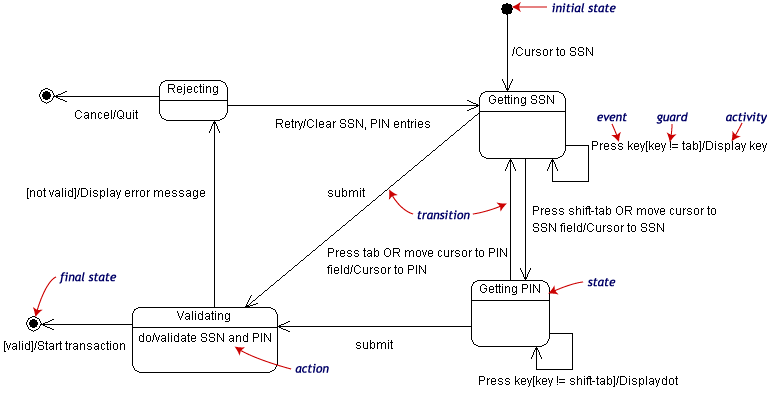 initial state
/Cursor to SSN
Rejecting
Getting SSN
Cancel/Quit
Retry/Clear SSN, PIN entries
event guard activity
Press key[key != tab]/Display key
[not valid]/Display error message
submit
transition
Press shift-tab OR move cursor to
SSN field/Cursor to SSN
Press tab OR move cursor to PIN
field/Cursor to PIN
final state
Getting PIN
state
Validating
do/validate SSN and PIN
[valid]/Start transaction
submit
action
Press key[key != shift-tab]/Displaydot